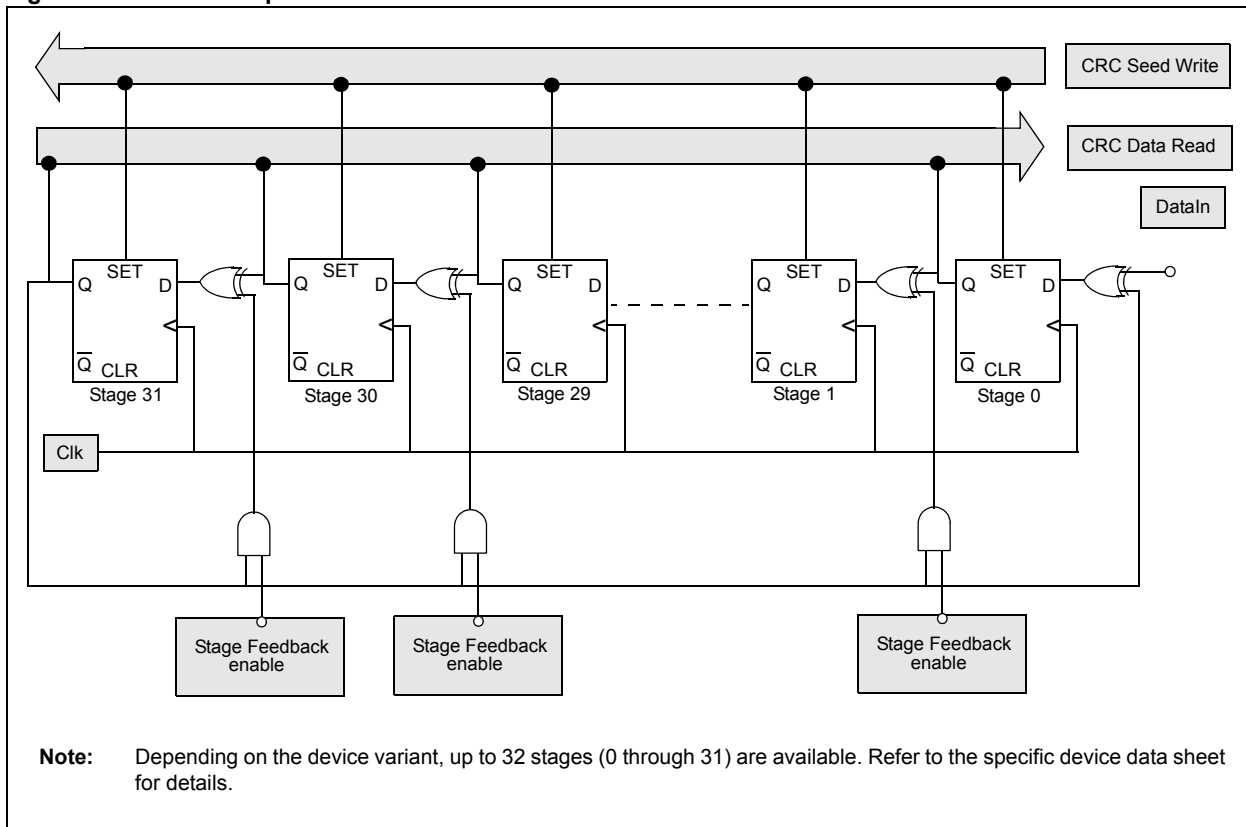 CRC Seed Write
CRC Data Read
DataIn
SET
Q
D
Q
CLR
Stage 31
SET
Q
D
Q
CLR
Stage 30
SET
Q
D
Q
CLR
Stage 29
SET
Q
D
Q
CLR
Stage 1
SET
Q
D
Q
CLR
Stage 0
Clk
Stage Feedback
enable
Stage Feedback
enable
Stage Feedback
enable
Note: Depending on the device variant, up to 32 stages (0 through 31) are available. Refer to the specific device data sheet
for details.